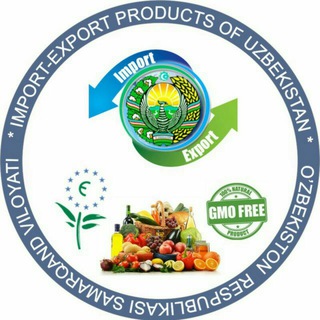 * IMPORT-EXPORT PRODUCTS OF UZBEKISTAN *
O'ZBEKISTON RESPUBLIKASI SAMARQAND VILOYATI
Import
Export
100% NATURAL
GMO FREE
PRODUCT